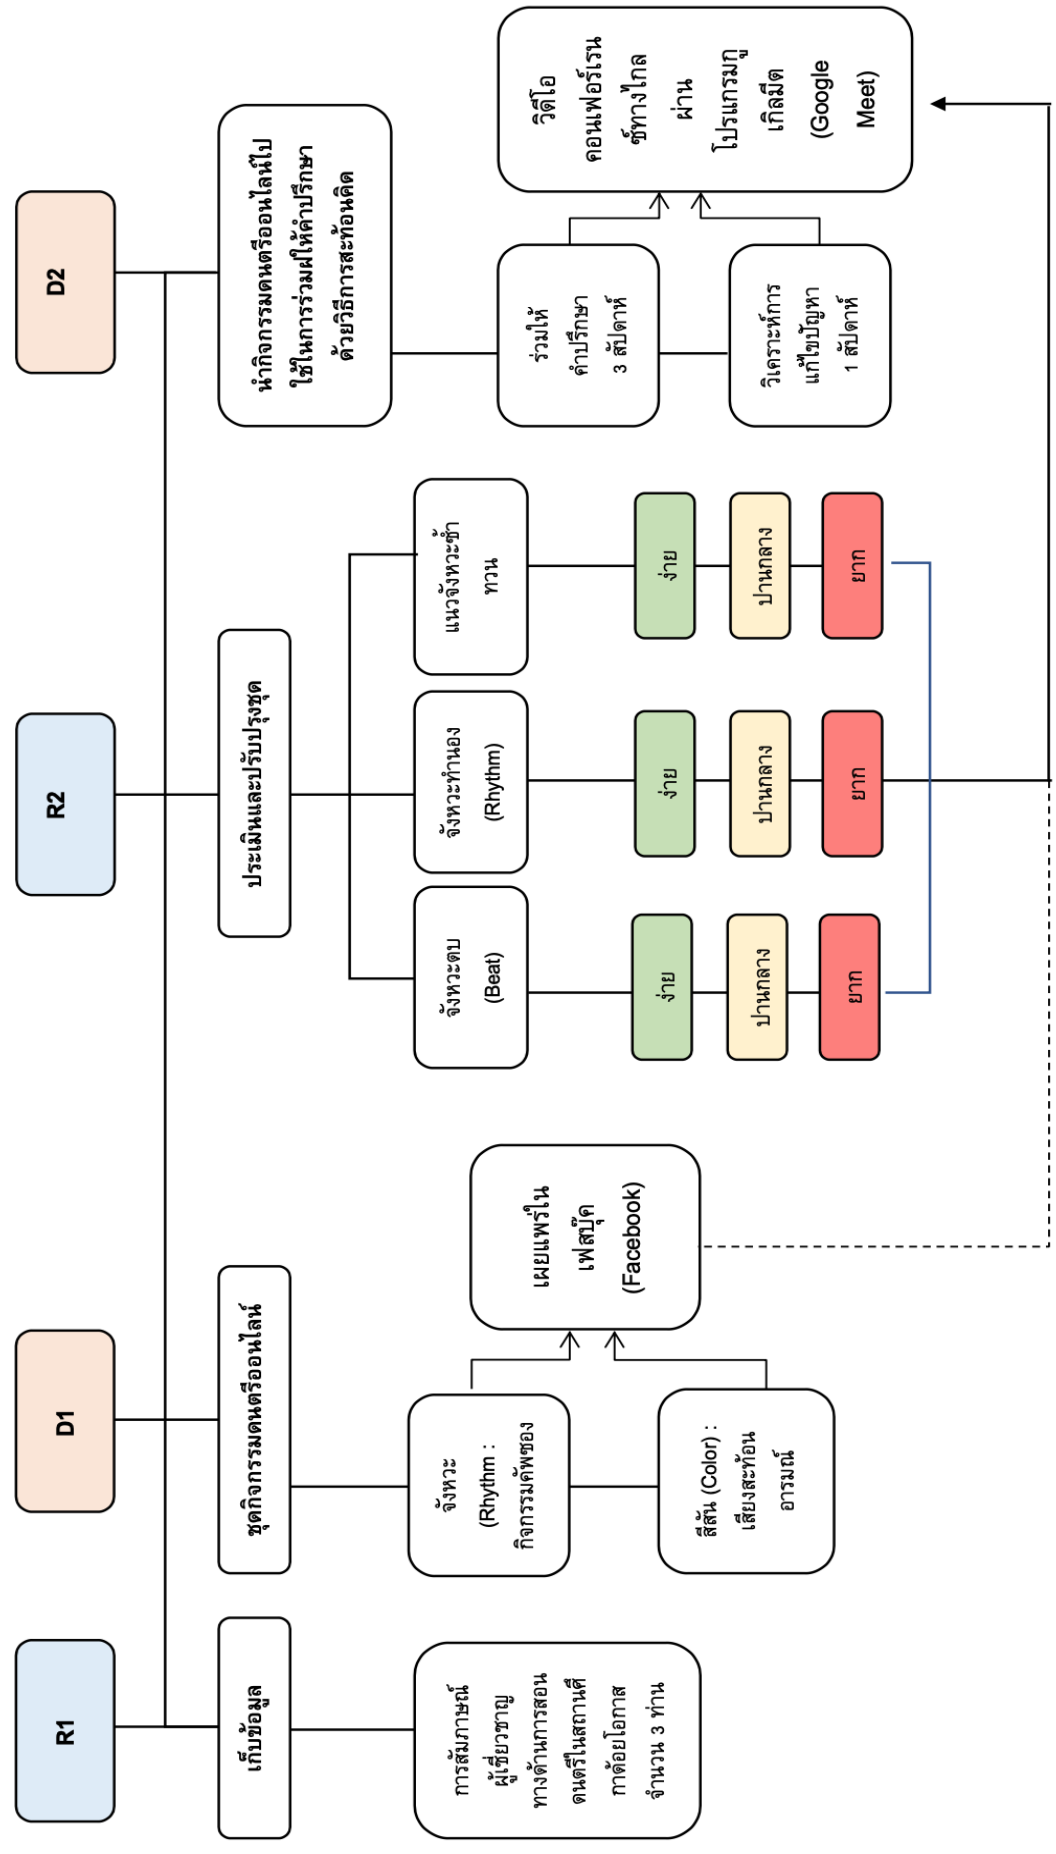 R1
D1
R2
D2
เก็บข้อมูล
ชุดกิจกรรมดนตรีออนไลน์
ประเมินและปรับปรุงชุด
นำกิจกรรมดนตรีออนไลน์ไป
ใช้ในการร่วมฝให้คำปรึกษา
ด้วยวิธีการสะท้อนคิด
การสัมภาษณ์
ผู้เชี่ยวชาญ
ทางด้านการสอน
ดนตรีในสถานศึ
กาด้อยโอกาส
จำนวน 3 ท่าน
จังหวะ
(Rhythm :
กิจกรรมคัพซอง
สีสัน (Color) :
เสียงสะท้อน
อารมณ์
เผยแพร่ใน
เฟสบุ๊ค
(Facebook)
จังหวะตบ
(Beat)
จังหวะทำนอง
(Rhythm)
แนวจังหวะซ้ำ
ทวน
ง่าย
ปานกลาง
ยาก
ง่าย
ปานกลาง
ยาก
ง่าย
ปานกลาง
ยาก
ร่วมให้
คำปรึกษา
3 สัปดาห์
วิเคราะห์การ
แก้ไขปัญหา
1 สัปดาห์
วิดีโอ
คอนเฟอร์เรน
ซ์ทางไกล
ผ่าน
โปรแกรมกู
เกิลมีต
(Google
Meet)